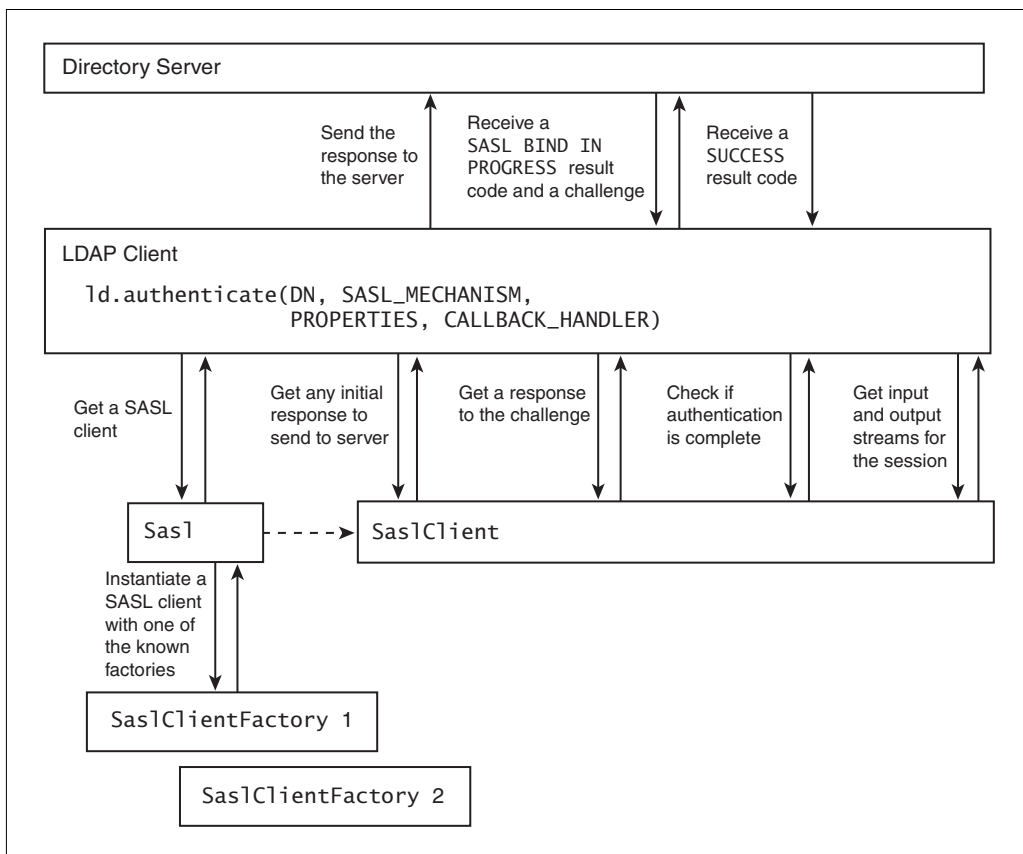 Directory Server
Send the
response to
the server
Receive a
SASL BIND IN
PROGRESS result
code and a challenge
Receive a
SUCCESS
result code
LDAP Client
ld.authenticate(DN, SASL_MECHANISM,
PROPERTIES, CALLBACK_HANDLER)
Get a SASL
client
Get any initial
response to
send to server
Get a response
to the challenge
Check if
authentication
is complete
Get input
and output
streams for
the session
Sasl
SaslClient
Instantiate a
SASL client
with one of
the known
factories
SaslClientFactory 1
SaslClientFactory 2